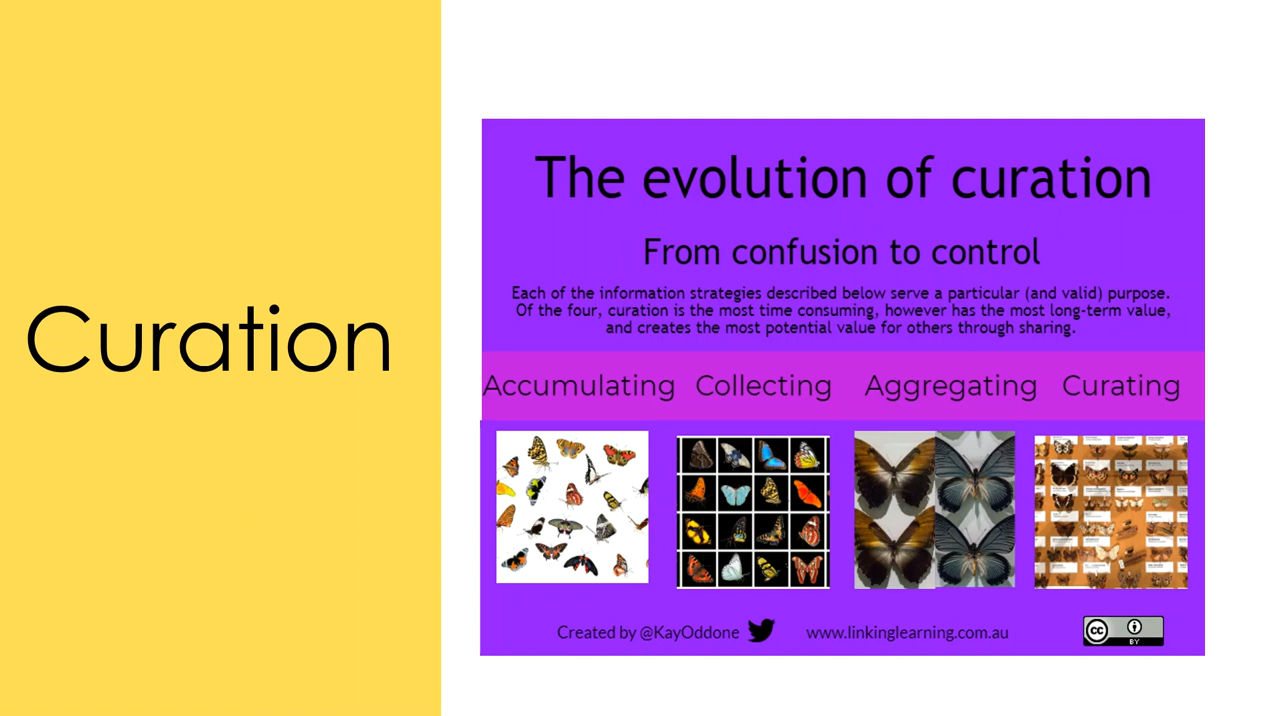 Curation
The evolution of curation
From confusion to control
Each of the information strategies described below serve a particular (and valid) purpose.
Of the four, curation is the most time consuming, however has the most long-term value,
and creates the most potential value for others through sharing.
Accumulating Collecting Aggregating Curating
Created by @KayOddone www.linkinglearning.com.au
cc
BY